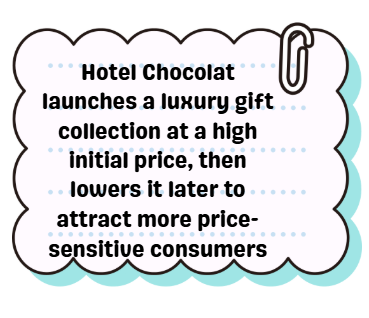 Hotel Chocolat
launches a luxury gift
collection at a high
initial price, then
lowers it later to
attract more price-
sensitive consumers